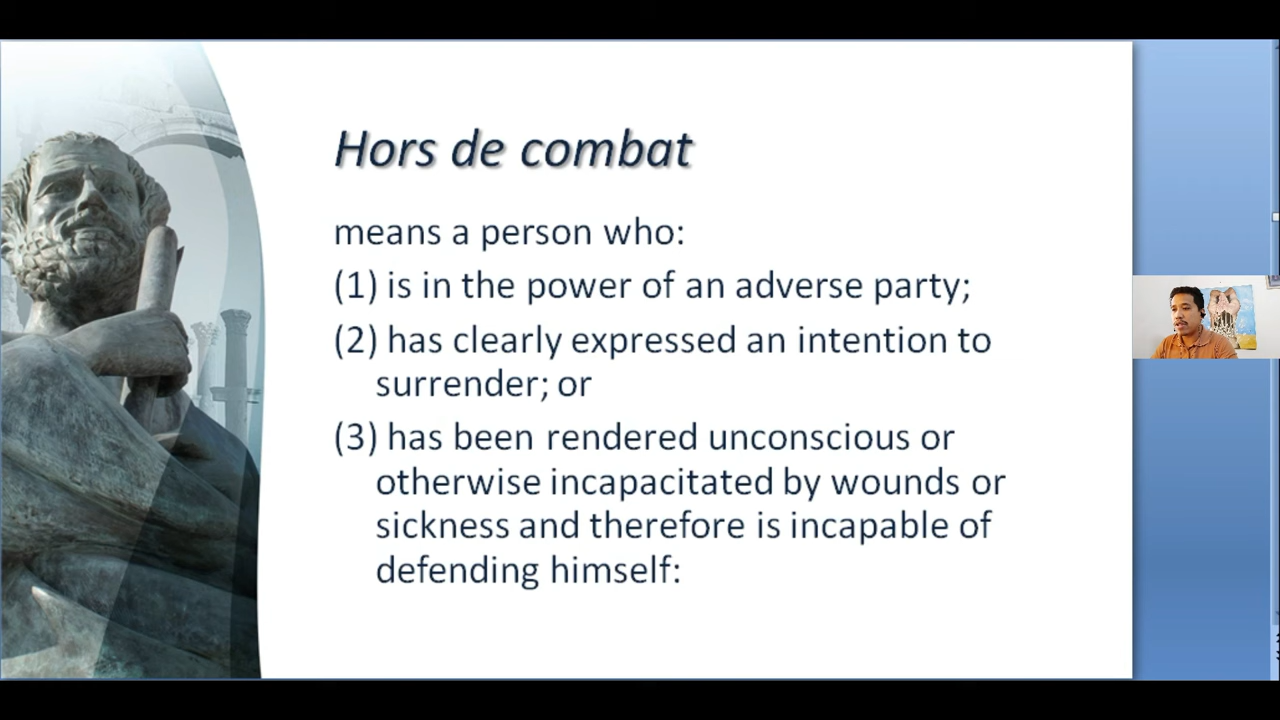 Hors de combat
means a person who:
(1) is in the power of an adverse party;
(2) has clearly expressed an intention to
surrender; or
(3) has been rendered unconscious or
otherwise incapacitated by wounds or
sickness and therefore is incapable of
defending himself: